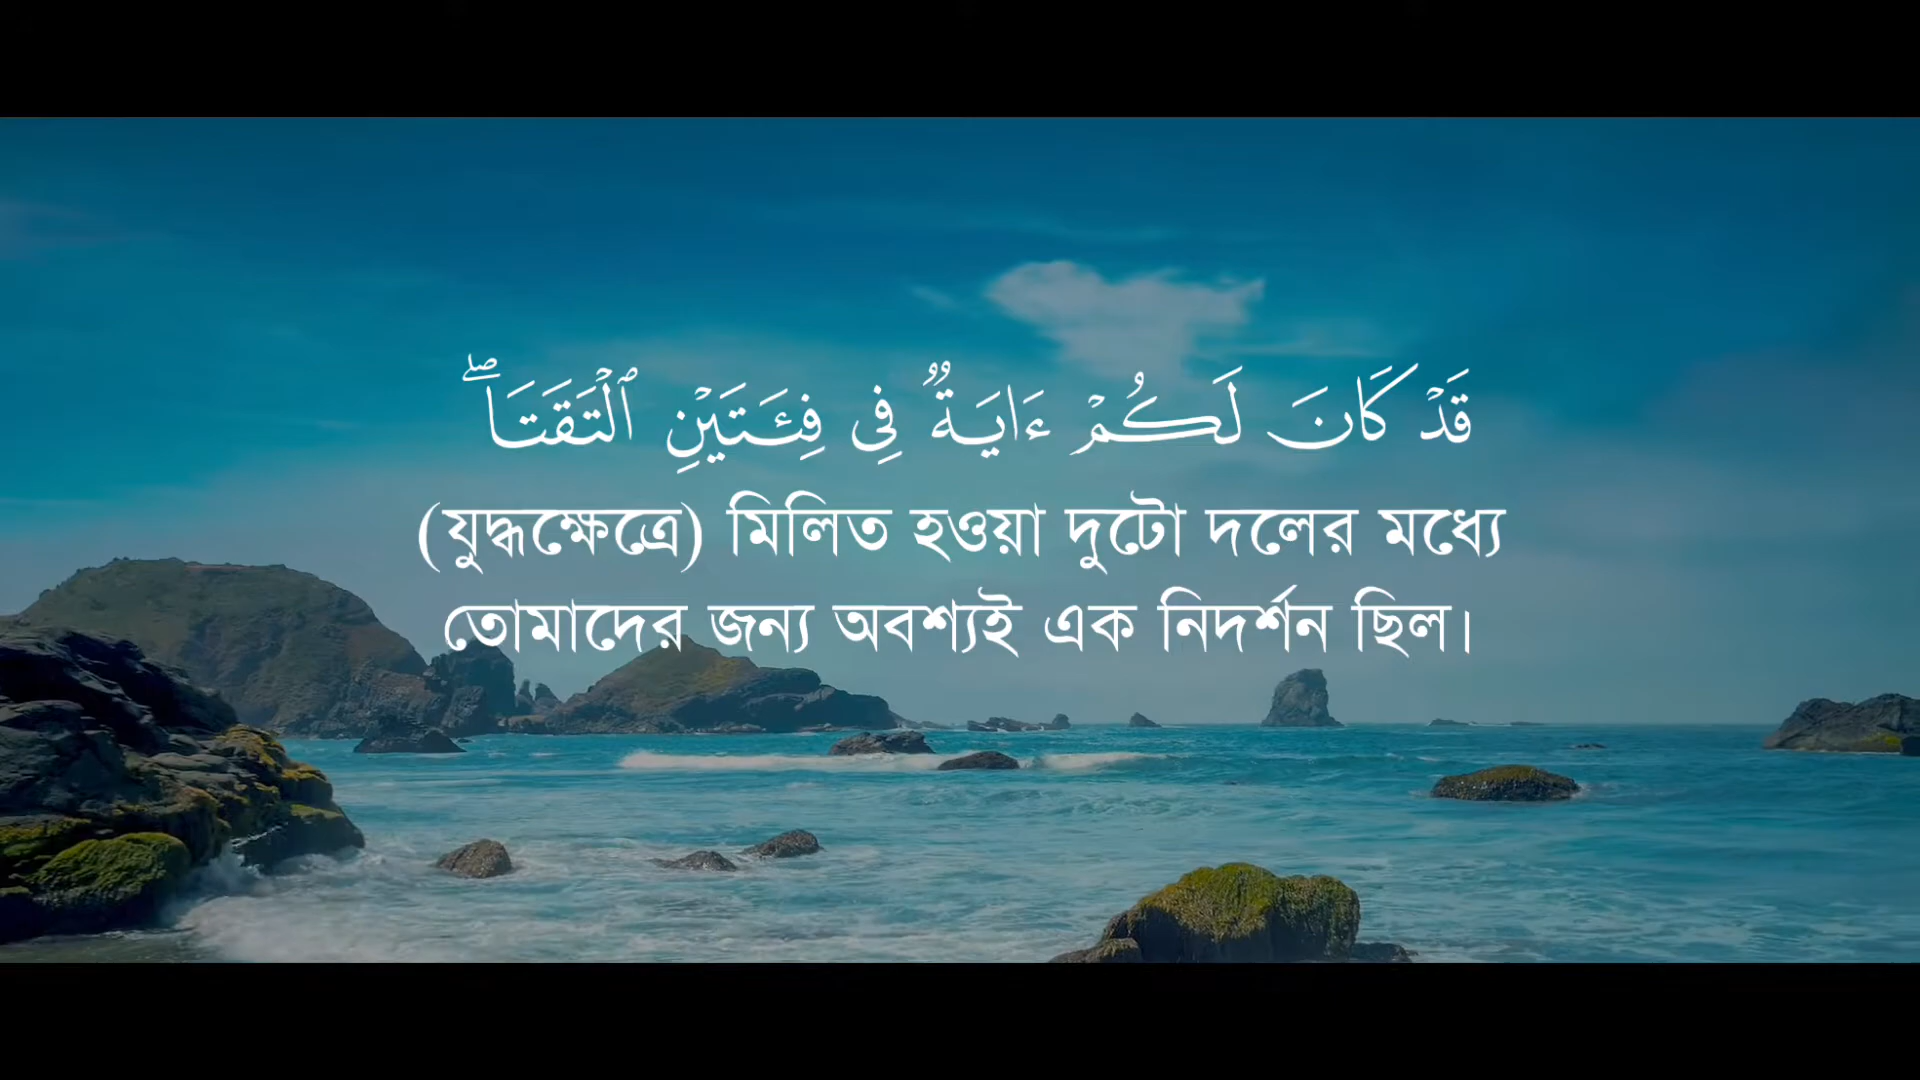 قَدْ كَانَ لَكُمْ ءَايَةٌ فِى فِئَتَيْنِ ٱلْتَقَتَا ۖ
(যুদ্ধক্ষেত্রে) মিলিত হওয়া দুটো দলের মধ্যে
তোমাদের জন্য অবশ্যই এক নিদর্শন ছিল।